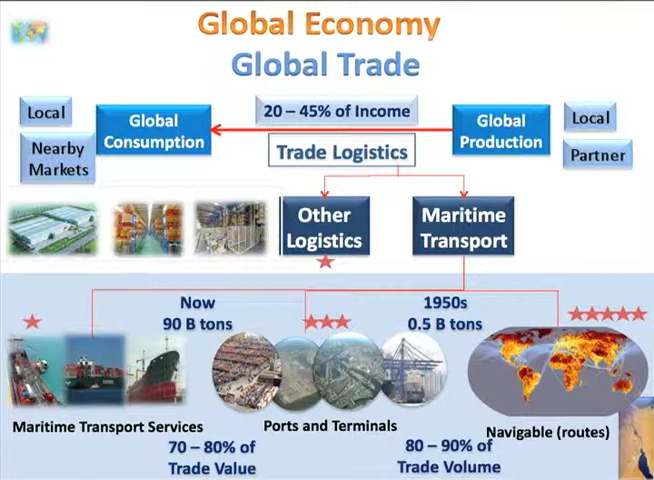 Global Economy
Global Trade
Local
Nearby
Markets
Global
Consumption
20 – 45% of Income
Trade Logistics
Global
Production
Local
Partner
Other
Logistics
Maritime
Transport
Now
90 B tons
1950s
0.5 B tons
Maritime Transport Services
Ports and Terminals
Navigable (routes)
70 – 80% of
Trade Value
80 – 90% of
Trade Volume